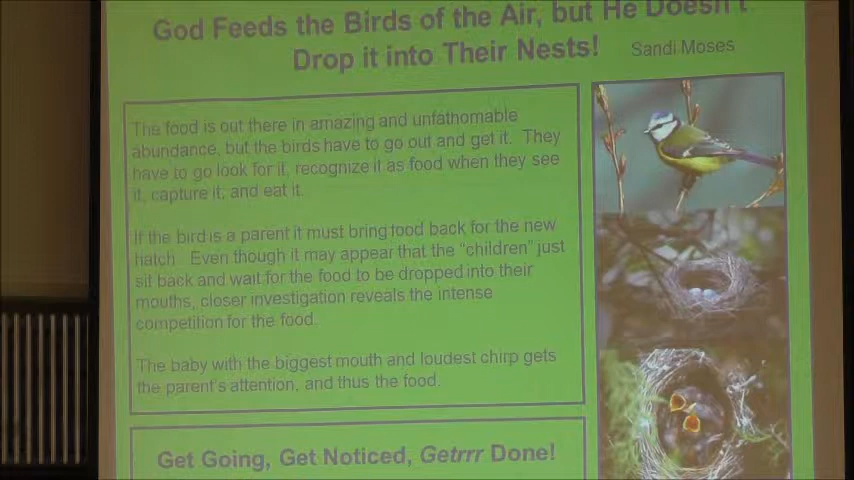 God Feeds the Birds of the Air, but He Doesn't
Drop it into Their Nests! Sandi Moses
The food is out there in amazing and unfathomable
abundance, but the birds have to go out and get it. They
have to go look for it, recognize it as food when they see
it, capture it, and eat it.
If the bird is a parent it must bring food back for the new
hatch. Even though it may appear that the "children" just
sit back and wait for the food to be dropped into their
mouths, closer investigation reveals the intense
competition for the food.
The baby with the biggest mouth and loudest chirp gets
the parent's attention, and thus the food.
Get Going, Get Noticed, Getrrr Done!